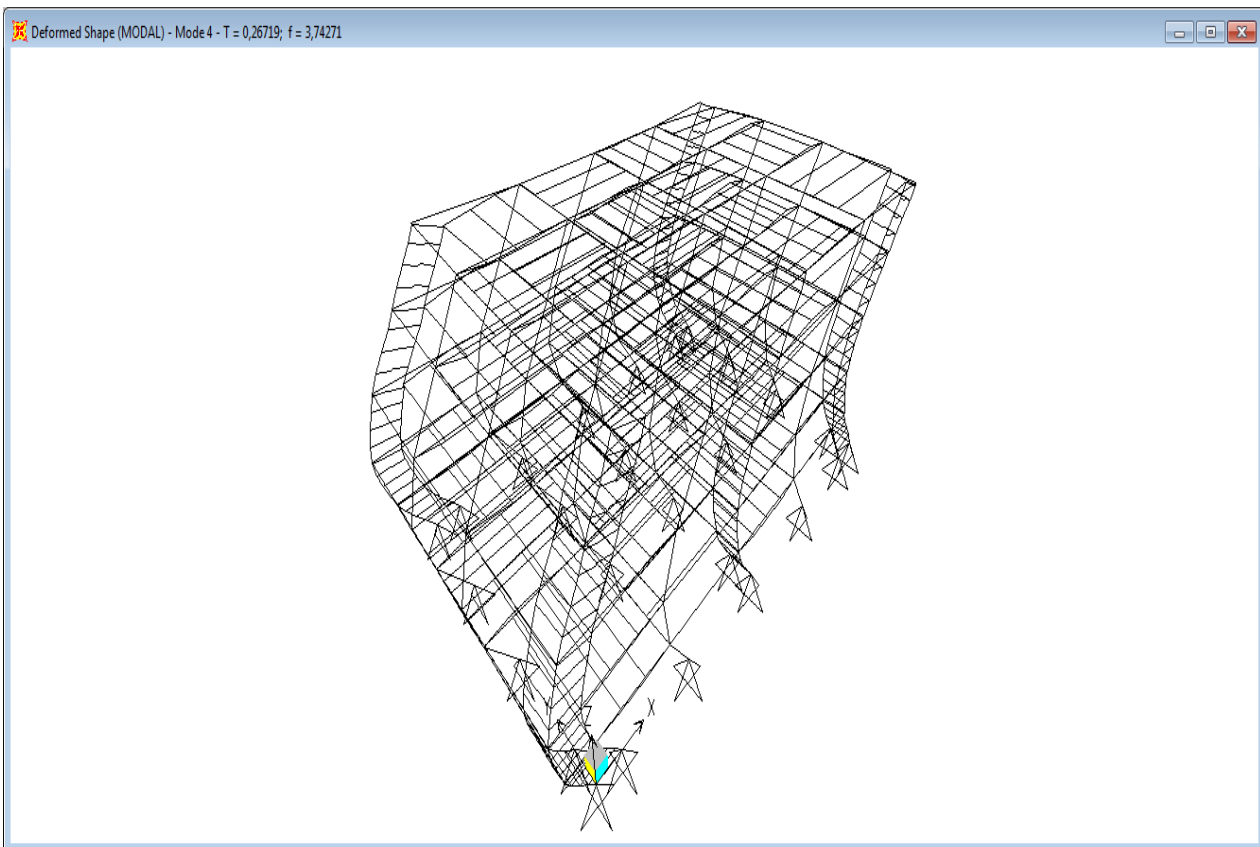 Deformed Shape (MODAL) - Mode 4 - T = 0,26719; f = 3,74271
X